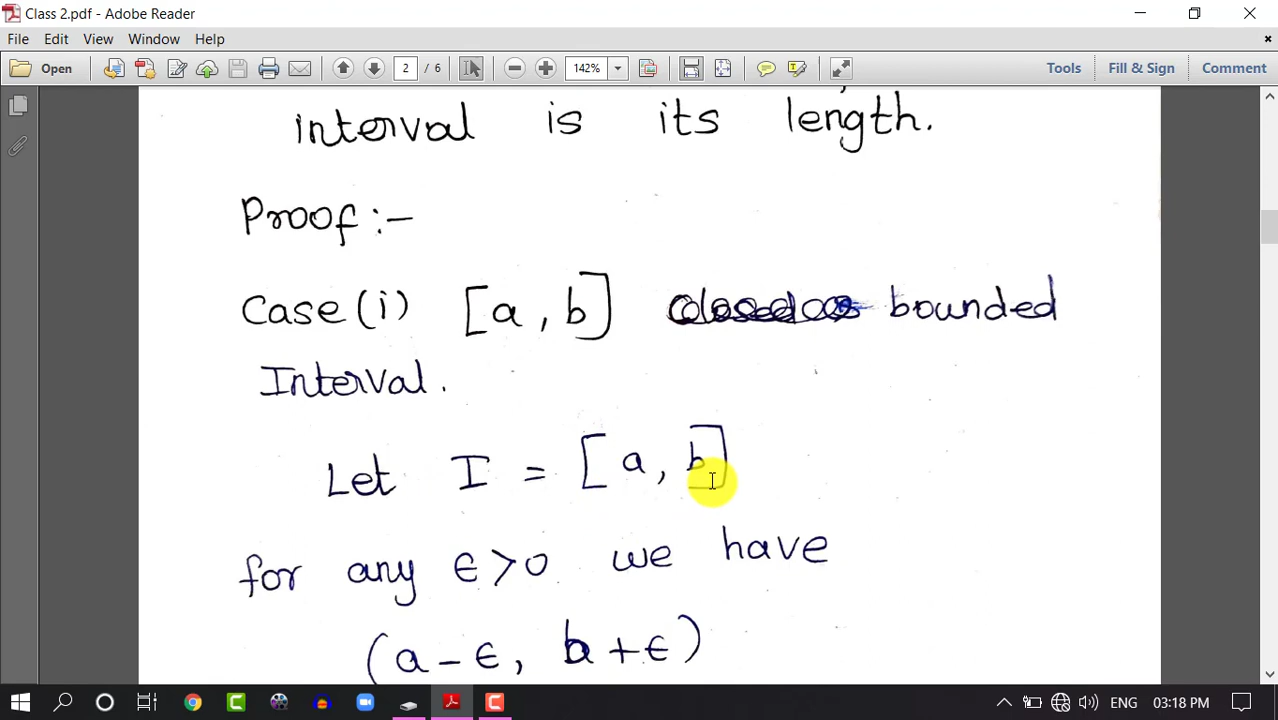 Class 2.pdf - Adobe Reader
File Edit View Window Help
Open 2 / 6 142% Tools Fill & Sign Comment
interval is its length.
Proof :-
Case (i) [a, b] bounded
Interval.
Let I = [a, b]
for any ϵ>0 we have
(a-ϵ, b+ϵ)
ENG 03:18 PM